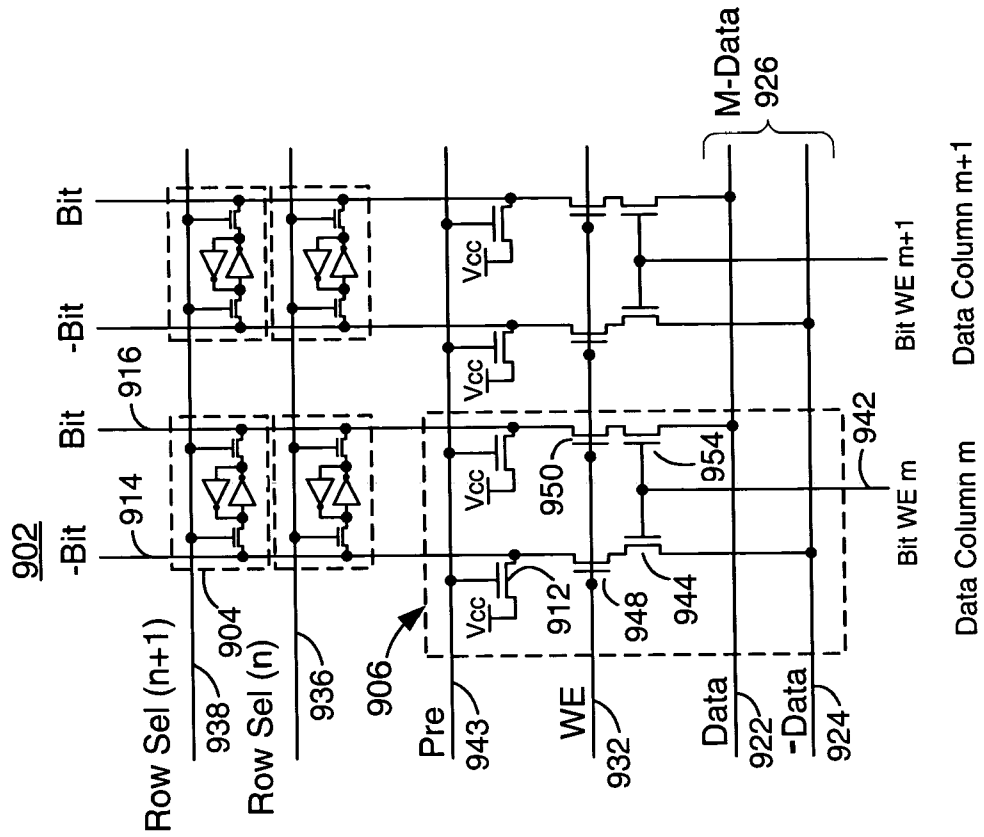 902
-Bit
914
Bit
916
-Bit
Bit
Row Sel (n+1)
938
904
Row Sel (n)
936
906
Pre
943
Vcc
Vcc
Vcc
Vcc
912
WE
932
948
950
944
954
Data
922
-Data
924
M-Data
926
942
Bit WE m
Bit WE m+1
Data Column m
Data Column m+1